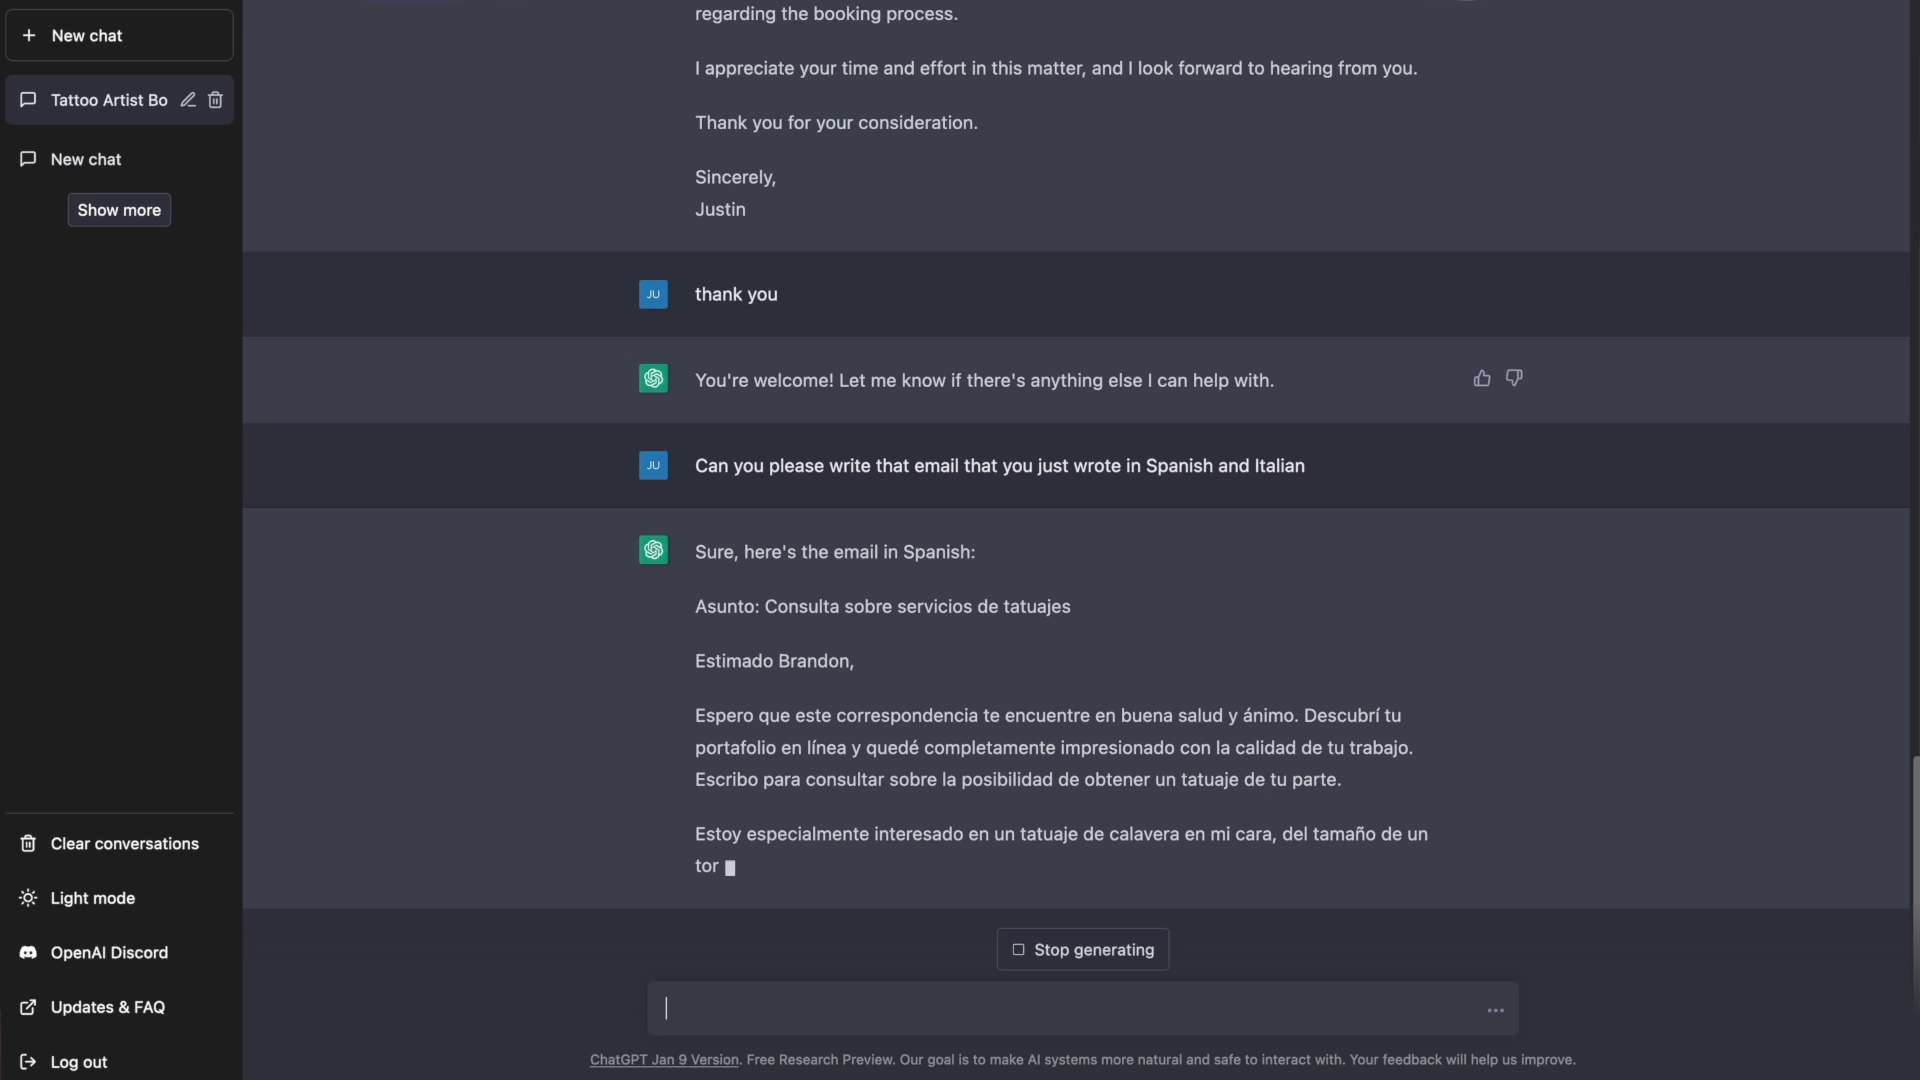 New chat
Tattoo Artist Bo
New chat
Show more
Clear conversations
Light mode
OpenAI Discord
Updates & FAQ
Log out
regarding the booking process.
I appreciate your time and effort in this matter, and I look forward to hearing from you.
Thank you for your consideration.
Sincerely,
Justin
JU
thank you
You're welcome! Let me know if there's anything else I can help with.
JU
Can you please write that email that you just wrote in Spanish and Italian
Sure, here's the email in Spanish:
Asunto: Consulta sobre servicios de tatuajes
Estimado Brandon,
Espero que este correspondencia te encuentre en buena salud y ánimo. Descubrí tu
portafolio en línea y quedé completamente impresionado con la calidad de tu trabajo.
Escribo para consultar sobre la posibilidad de obtener un tatuaje de tu parte.
Estoy especialmente interesado en un tatuaje de calavera en mi cara, del tamaño de un
tor
Stop generating
ChatGPT Jan 9 Version. Free Research Preview. Our goal is to make AI systems more natural and safe to interact with. Your feedback will help us improve.